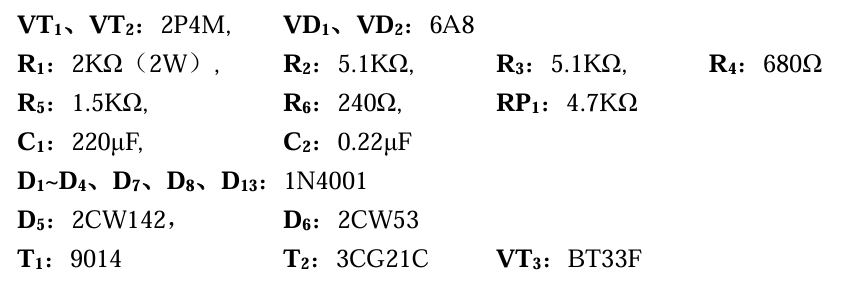 VT₁、VT₂：2P4M, VD₁、VD₂：6A8
R₁：2KΩ（2W）, R₂：5.1KΩ, R₃：5.1KΩ, R₄：680Ω
R₅：1.5KΩ, R₆：240Ω, RP₁：4.7KΩ
C₁：220μF, C₂：0.22μF
D₁~D₄、D₇、D₈、D₁₃：1N4001
D₅：2CW142， D₆：2CW53
T₁：9014 T₂：3CG21C VT₃：BT33F